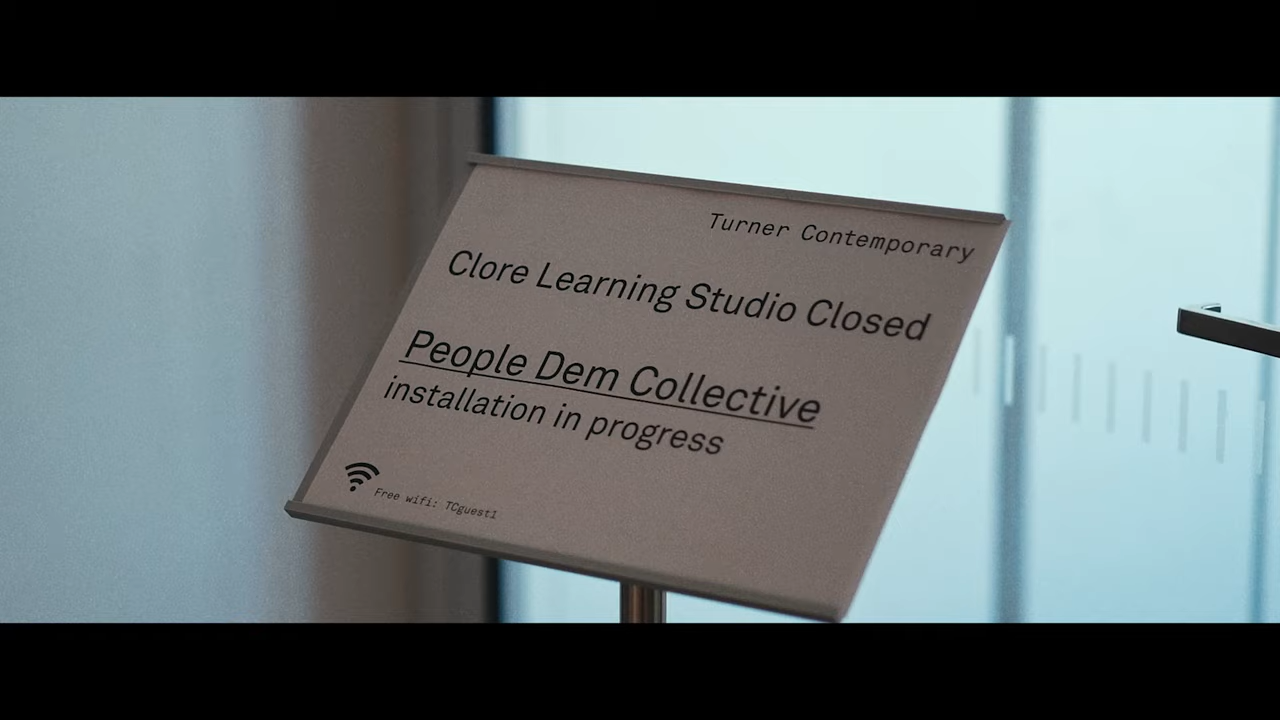 Turner Contemporary
Clore Learning Studio Closed
People Dem Collective
installation in progress
Free wifi: TCguest1